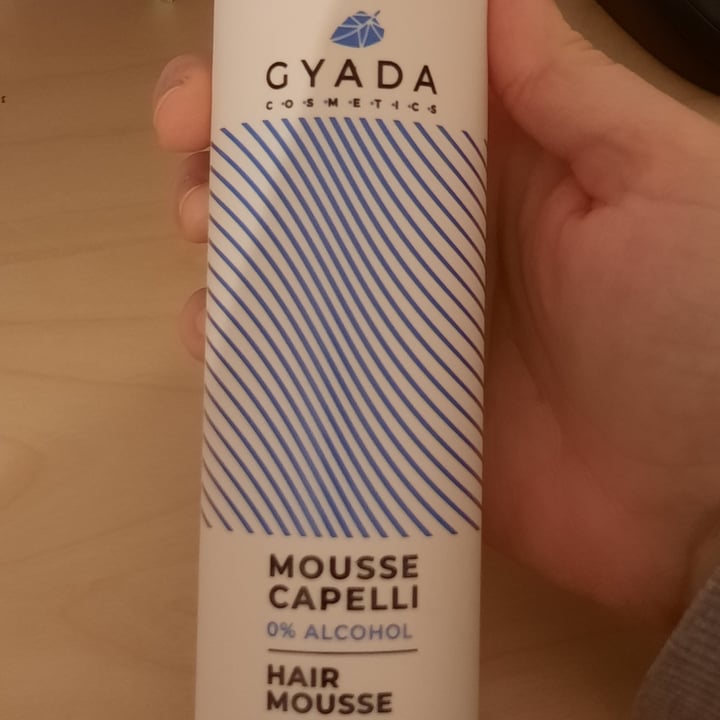 GYADA
COSMETICS
MOUSSE
CAPELLI
0% ALCOHOL
HAIR
MOUSSE